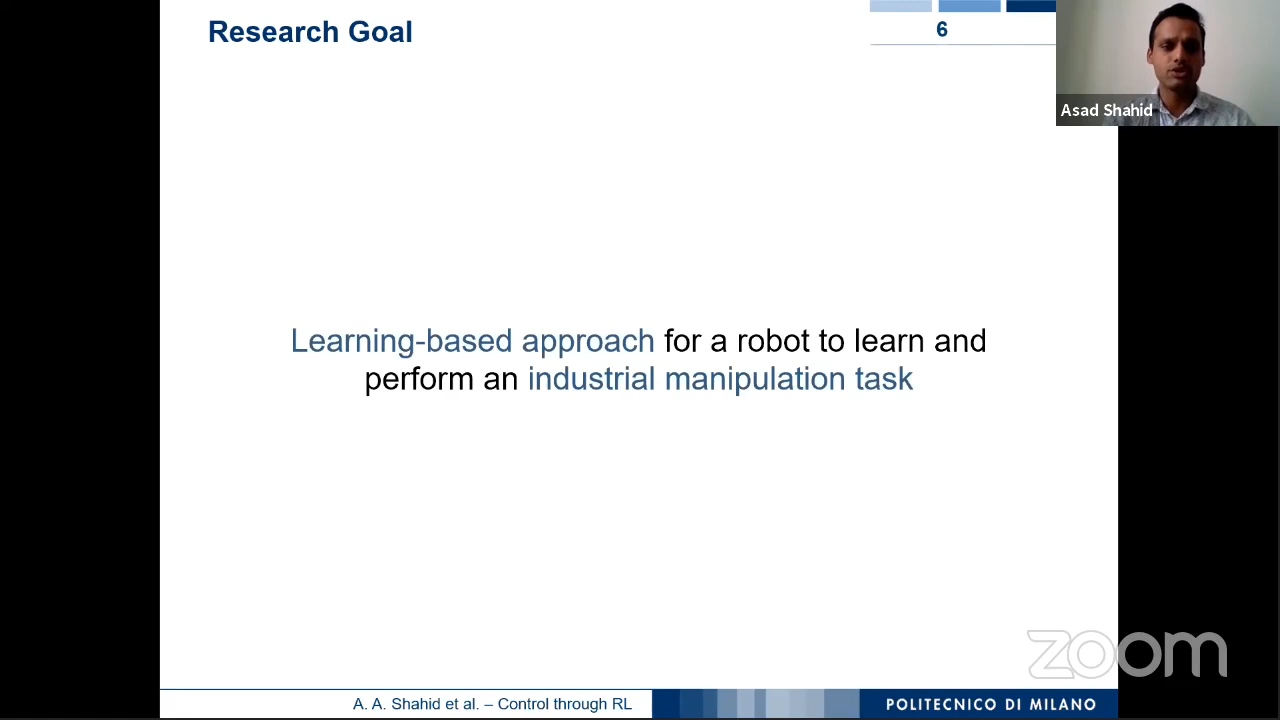 Research Goal
6
Asad Shahid
Learning-based approach for a robot to learn and
perform an industrial manipulation task
zoom
A. A. Shahid et al. – Control through RL
POLITECNICO DI MILANO